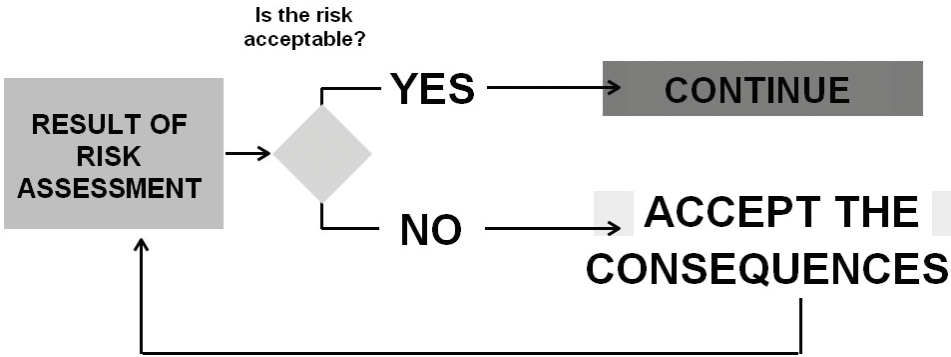 Is the risk
acceptable?
YES
CONTINUE
RESULT OF
RISK
ASSESSMENT
NO
ACCEPT THE
CONSEQUENCES